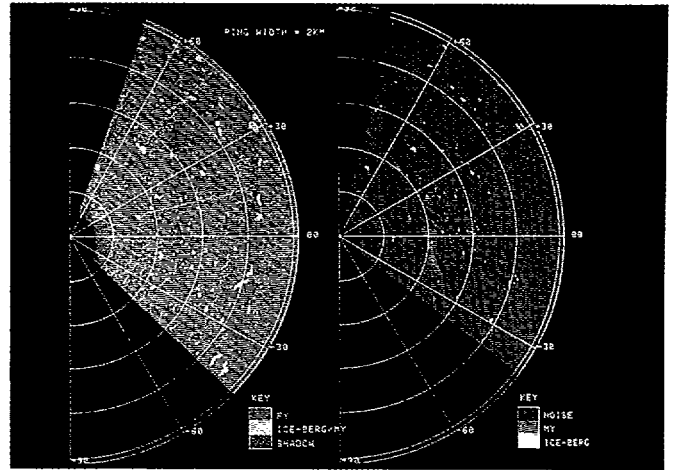 +90
+60
RING WIDTH = 2KM
-30
00
-30
-60
KEY
FY
ICE-BERG/MY
SHADOW
+60
-30
00
-30
-60
KEY
NOISE
MY
ICE-BERG